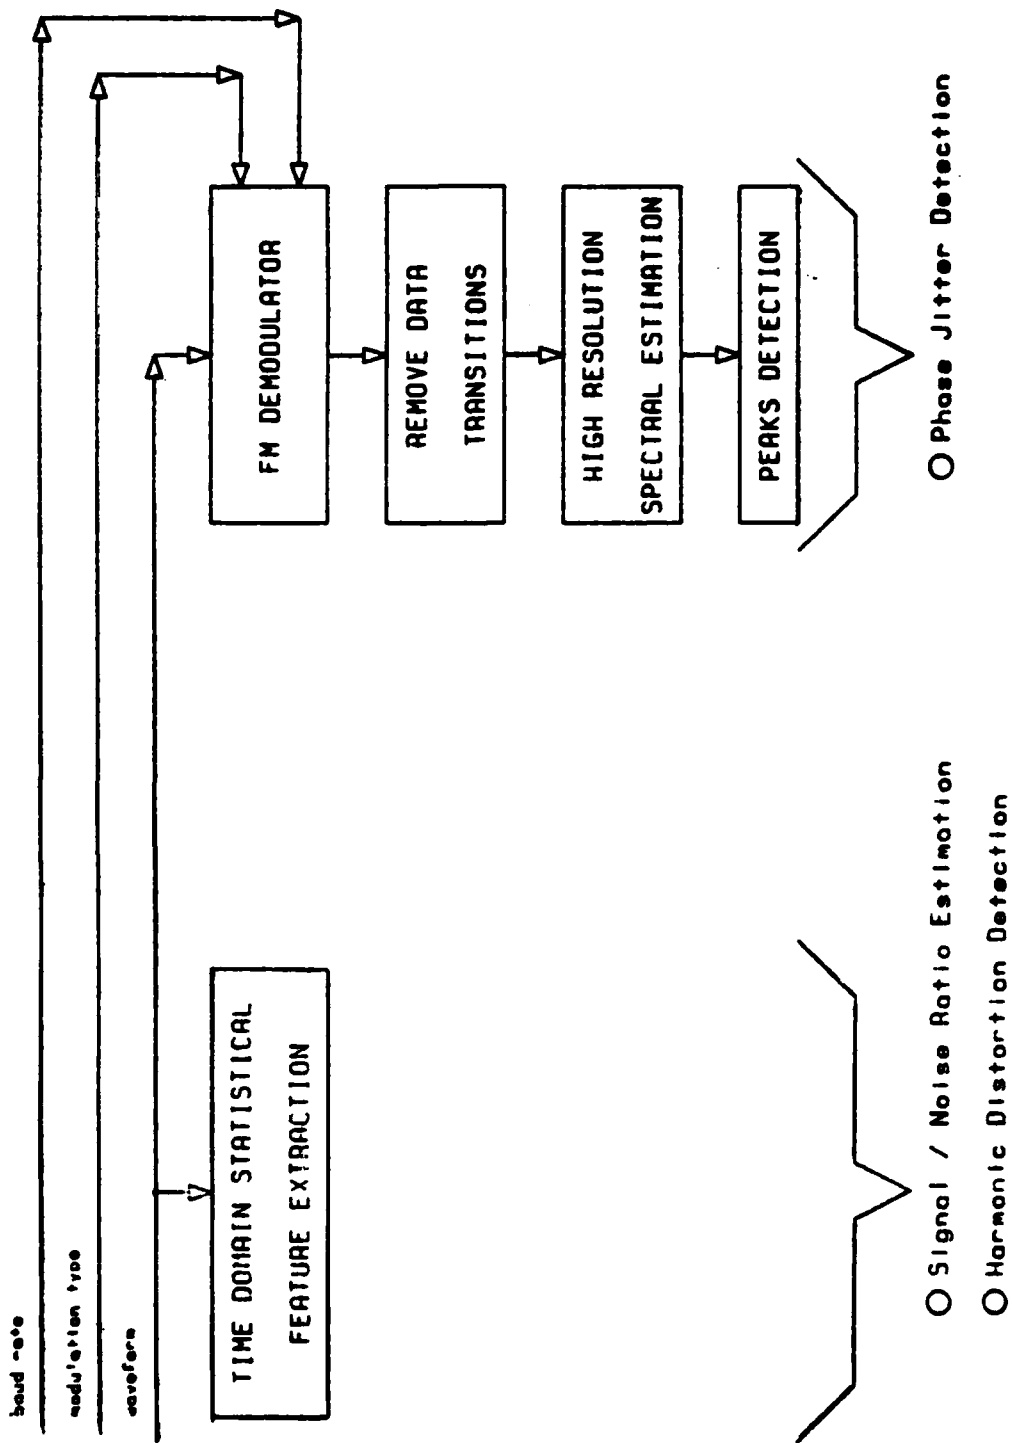 baud rate
modulation type
waveform
TIME DOMAIN STATISTICAL
FEATURE EXTRACTION
FM DEMODULATOR
REMOVE DATA
TRANSITIONS
HIGH RESOLUTION
SPECTRAL ESTIMATION
PEAKS DETECTION
Signal / Noise Ratio Estimation
Harmonic Distortion Detection
Phase Jitter Detection